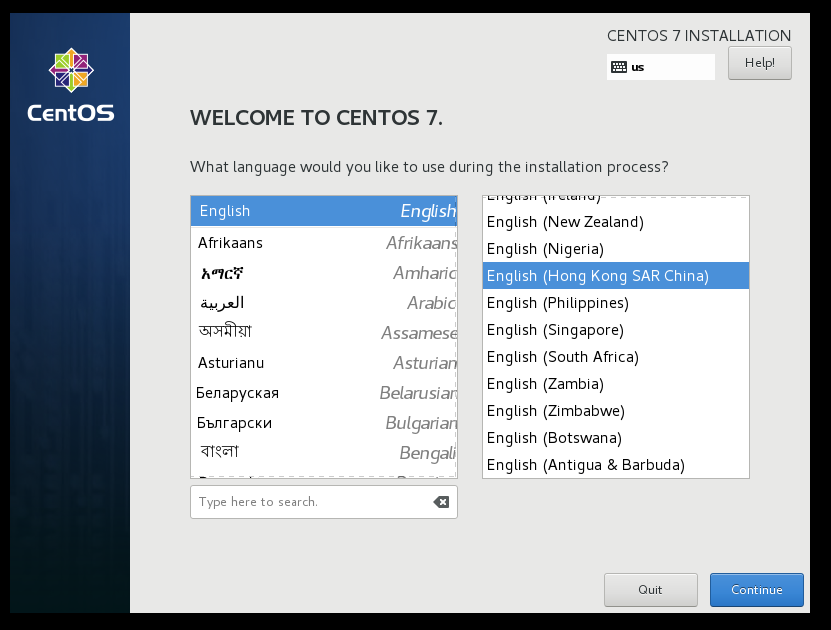 CentOS
CENTOS 7 INSTALLATION
us
Help!
WELCOME TO CENTOS 7.
What language would you like to use during the installation process?
English English
Afrikaans Afrikaans
አማርኛ Amharic
العربية Arabic
অসমীয়া Assamese
Asturianu Asturian
Беларуская Belarusian
Български Bulgarian
বাংলা Bengali
Type here to search.
English (Ireland)
English (New Zealand)
English (Nigeria)
English (Hong Kong SAR China)
English (Philippines)
English (Singapore)
English (South Africa)
English (Zambia)
English (Zimbabwe)
English (Botswana)
English (Antigua & Barbuda)
Quit
Continue